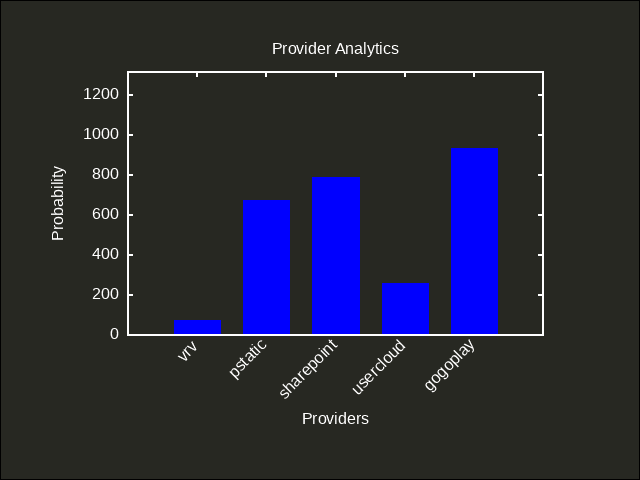 Provider Analytics
1200
1000
800
600
400
200
0
Probability
vrv
pstatic
sharepoint
usercloud
gogoplay
Providers